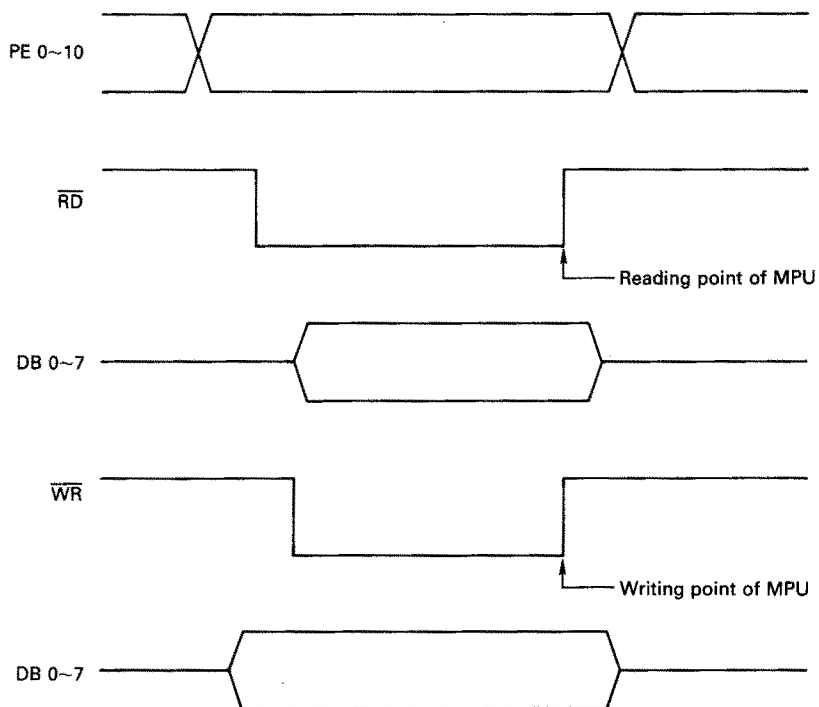 PE 0~10
RD
Reading point of MPU
DB 0~7
WR
Writing point of MPU
DB 0~7